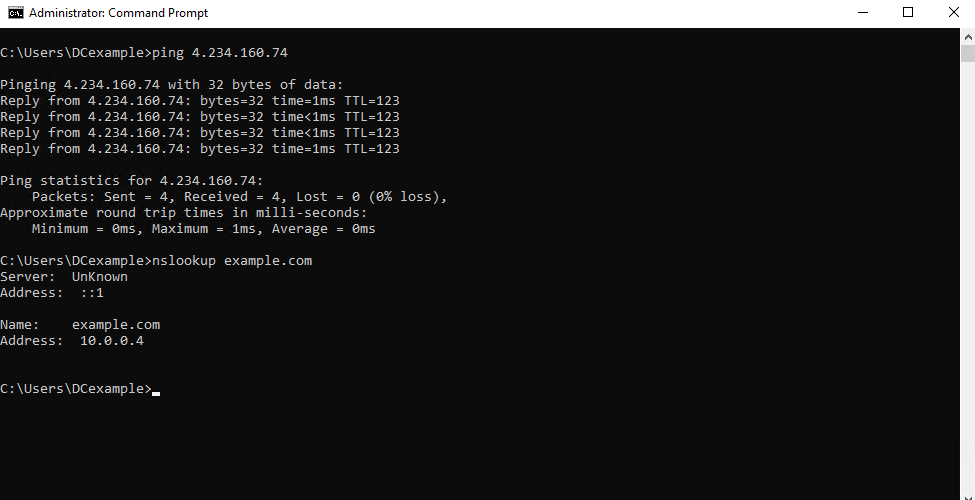 Administrator: Command Prompt
C:\Users\DCexample>ping 4.234.160.74
Pinging 4.234.160.74 with 32 bytes of data:
Reply from 4.234.160.74: bytes=32 time=1ms TTL=123
Reply from 4.234.160.74: bytes=32 time<1ms TTL=123
Reply from 4.234.160.74: bytes=32 time<1ms TTL=123
Reply from 4.234.160.74: bytes=32 time=1ms TTL=123
Ping statistics for 4.234.160.74:
    Packets: Sent = 4, Received = 4, Lost = 0 (0% loss),
Approximate round trip times in milli-seconds:
    Minimum = 0ms, Maximum = 1ms, Average = 0ms
C:\Users\DCexample>nslookup example.com
Server:  UnKnown
Address:  ::1
Name:    example.com
Address:  10.0.0.4
C:\Users\DCexample>